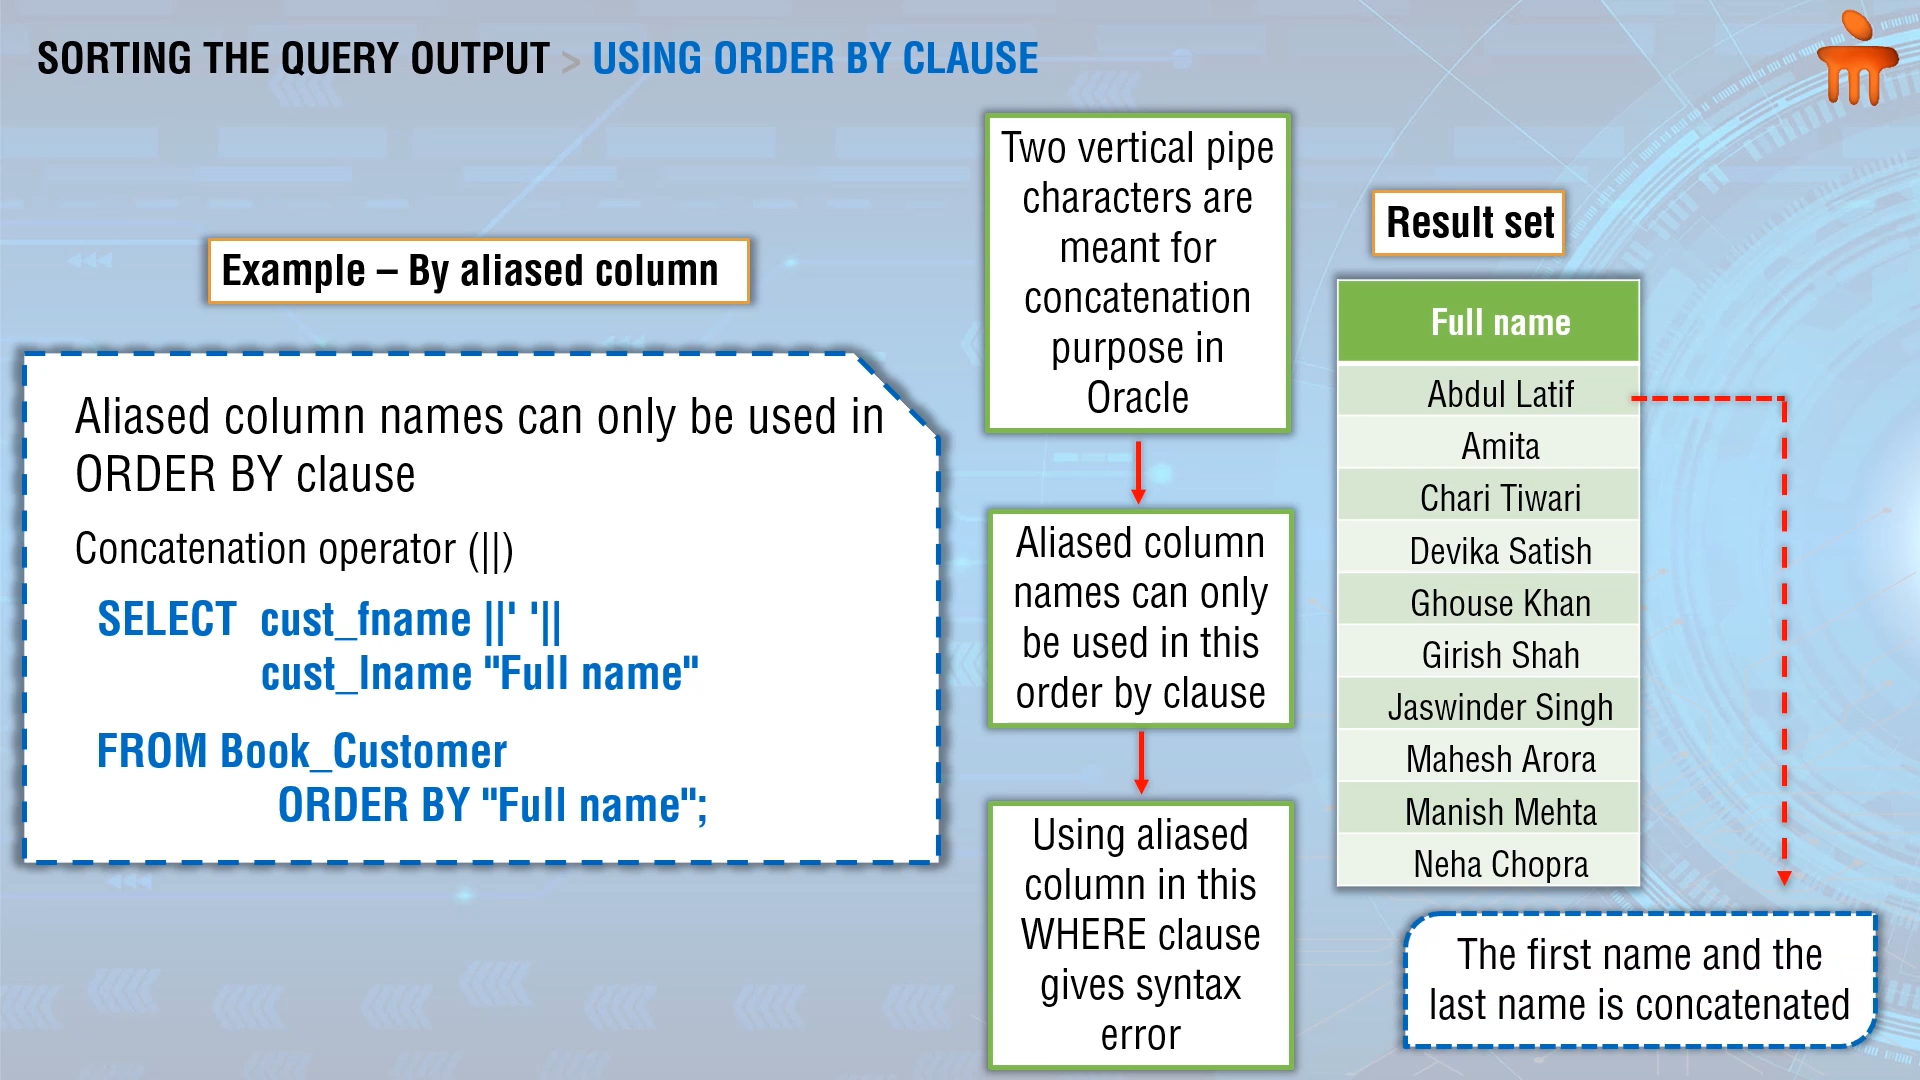 SORTING THE QUERY OUTPUT > USING ORDER BY CLAUSE
Example – By aliased column
Aliased column names can only be used in
ORDER BY clause
Concatenation operator (||)
SELECT cust_fname ||' '||
cust_lname "Full name"
FROM Book_Customer
ORDER BY "Full name";
Two vertical pipe
characters are
meant for
concatenation
purpose in
Oracle
Aliased column
names can only
be used in this
order by clause
Using aliased
column in this
WHERE clause
gives syntax
error
Result set
Full name
Abdul Latif
Amita
Chari Tiwari
Devika Satish
Ghouse Khan
Girish Shah
Jaswinder Singh
Mahesh Arora
Manish Mehta
Neha Chopra
The first name and the
last name is concatenated